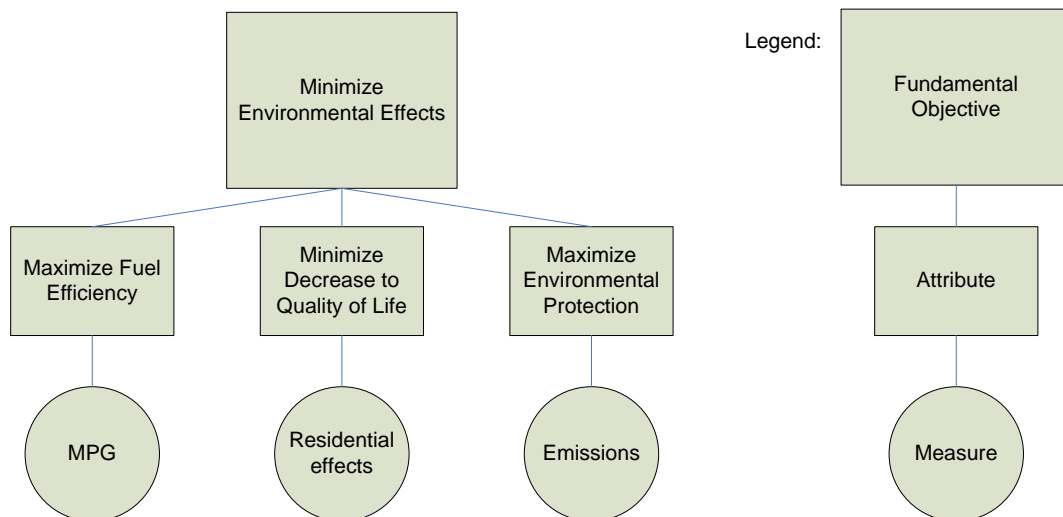 Minimize
Environmental Effects
Legend:
Fundamental
Objective
Maximize Fuel
Efficiency
Minimize
Decrease to
Quality of Life
Maximize
Environmental
Protection
Attribute
MPG
Residential
effects
Emissions
Measure